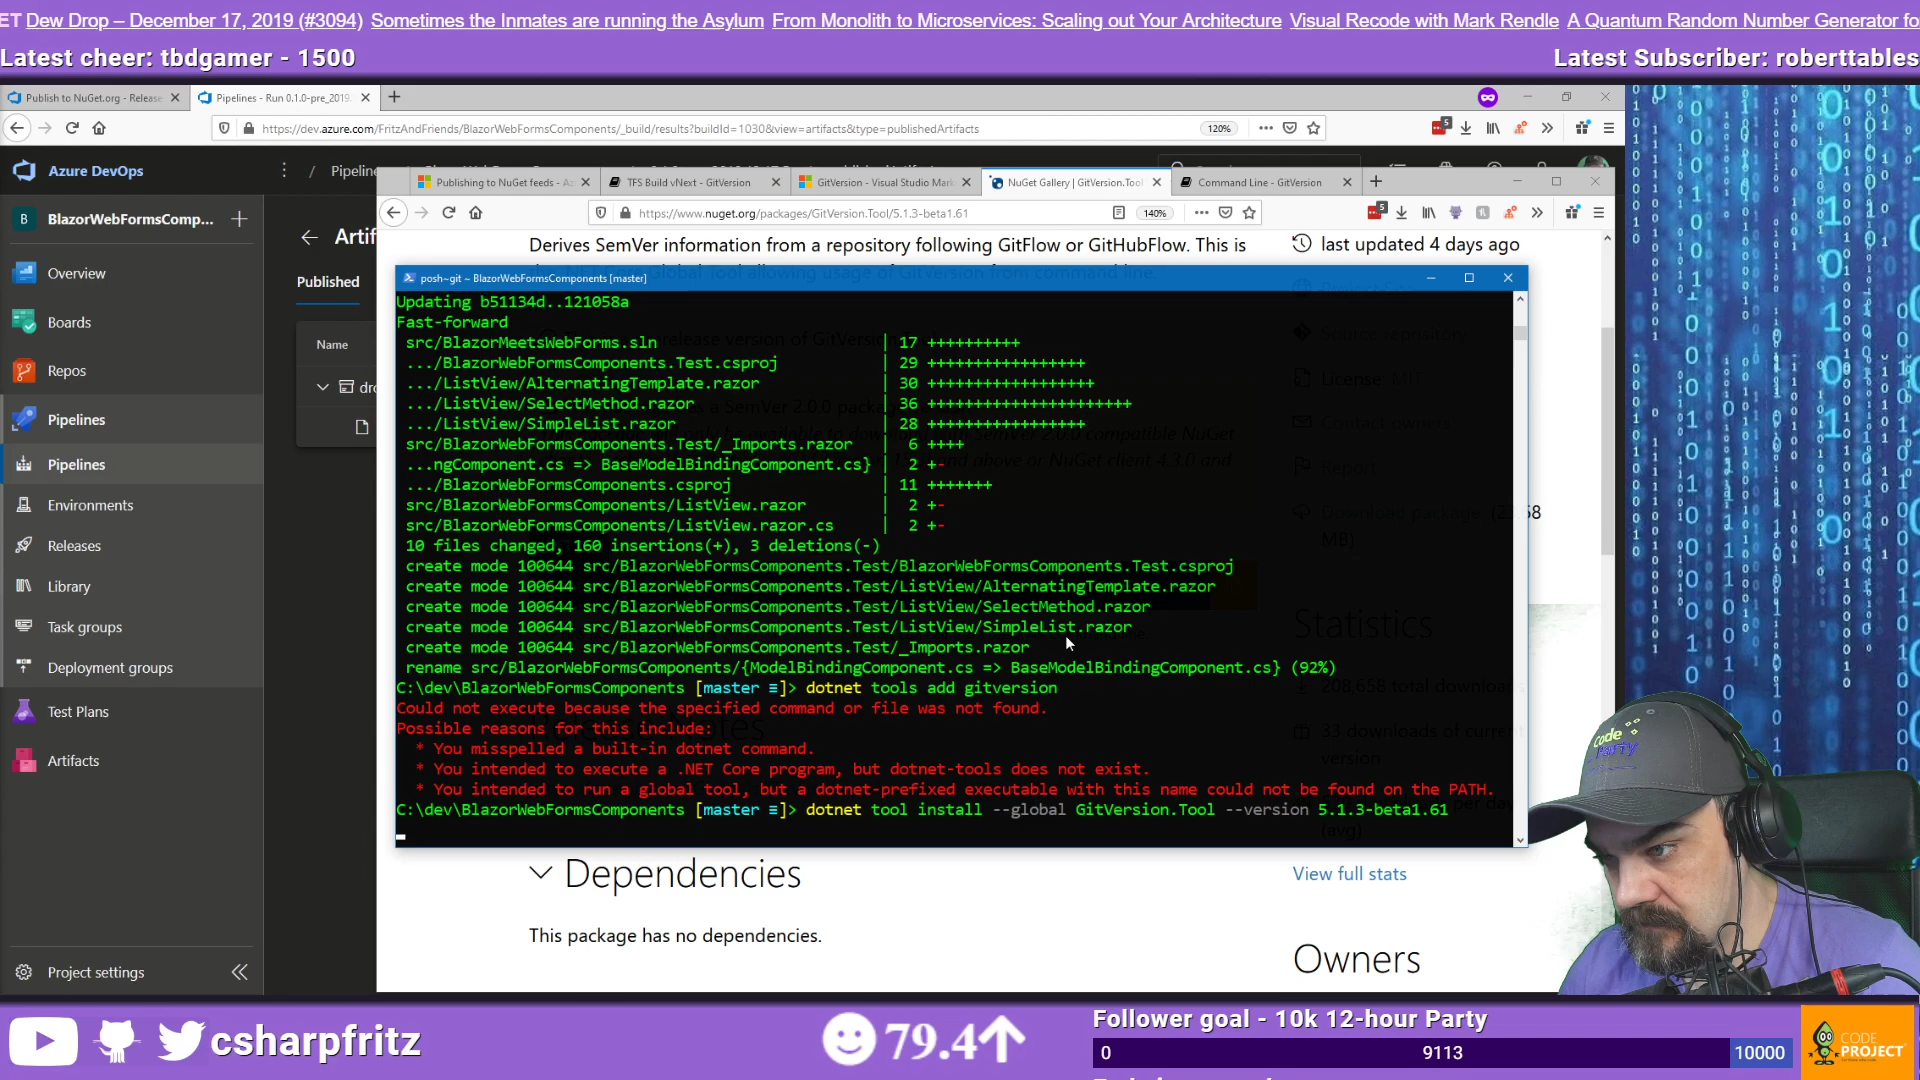 ET Dew Drop – December 17, 2019 (#3094) Sometimes the Inmates are running the Asylum From Monolith to Microservices: Scaling out Your Architecture Visual Recode with Mark Rendle A Quantum Random Number Generator fo
Latest cheer: tbdgamer - 1500
Latest Subscriber: roberttables
Publish to NuGet.org - Release
Pipelines - Run 0.1.0-pre_2019.
https://dev.azure.com/FritzAndFriends/BlazorWebFormsComponents/_build/results?buildId=1030&view=artifacts&type=publishedArtifacts
120%
Azure DevOps
Pipeline
BlazorWebFormsComp...
Overview
Boards
Repos
Pipelines
Pipelines
Environments
Releases
Library
Task groups
Deployment groups
Test Plans
Artifacts
Project settings
Artif
Published
Name
dro
Publishing to NuGet feeds - Az
TFS Build vNext - GitVersion
GitVersion - Visual Studio Mark
NuGet Gallery | GitVersion.Tool
Command Line - GitVersion
https://www.nuget.org/packages/GitVersion.Tool/5.1.3-beta1.61
140%
Derives SemVer information from a repository following GitFlow or GitHubFlow. This is
last updated 4 days ago
posh~git ~ BlazorWebFormsComponents [master]
Updating b51134d..121058a
Fast-forward
src/BlazorMeetsWebForms.sln | 17 ++++++++++
.../BlazorWebFormsComponents.Test.csproj | 29 +++++++++++++++++
.../ListView/AlternatingTemplate.razor | 30 ++++++++++++++++++
.../ListView/SelectMethod.razor | 36 ++++++++++++++++++++++
.../ListView/SimpleList.razor | 28 +++++++++++++++++
src/BlazorWebFormsComponents.Test/_Imports.razor | 6 ++++
...ngComponent.cs => BaseModelBindingComponent.cs} | 2 +-
.../BlazorWebFormsComponents.csproj | 11 +++++++
src/BlazorWebFormsComponents/ListView.razor | 2 +-
src/BlazorWebFormsComponents/ListView.razor.cs | 2 +-
10 files changed, 160 insertions(+), 3 deletions(-)
create mode 100644 src/BlazorWebFormsComponents.Test/BlazorWebFormsComponents.Test.csproj
create mode 100644 src/BlazorWebFormsComponents.Test/ListView/AlternatingTemplate.razor
create mode 100644 src/BlazorWebFormsComponents.Test/ListView/SelectMethod.razor
create mode 100644 src/BlazorWebFormsComponents.Test/ListView/SimpleList.razor
create mode 100644 src/BlazorWebFormsComponents.Test/_Imports.razor
rename src/BlazorWebFormsComponents/{ModelBindingComponent.cs => BaseModelBindingComponent.cs} (92%)
C:\dev\BlazorWebFormsComponents [master ≡]> dotnet tools add gitversion
Could not execute because the specified command or file was not found.
Possible reasons for this include:
* You misspelled a built-in dotnet command.
* You intended to execute a .NET Core program, but dotnet-tools does not exist.
* You intended to run a global tool, but a dotnet-prefixed executable with this name could not be found on the PATH.
C:\dev\BlazorWebFormsComponents [master ≡]> dotnet tool install --global GitVersion.Tool --version 5.1.3-beta1.61
Dependencies
This package has no dependencies.
View full stats
Owners
code
party
csharpfritz
79.4
Follower goal - 10k 12-hour Party
0
9113
10000
CODE
PROJECT